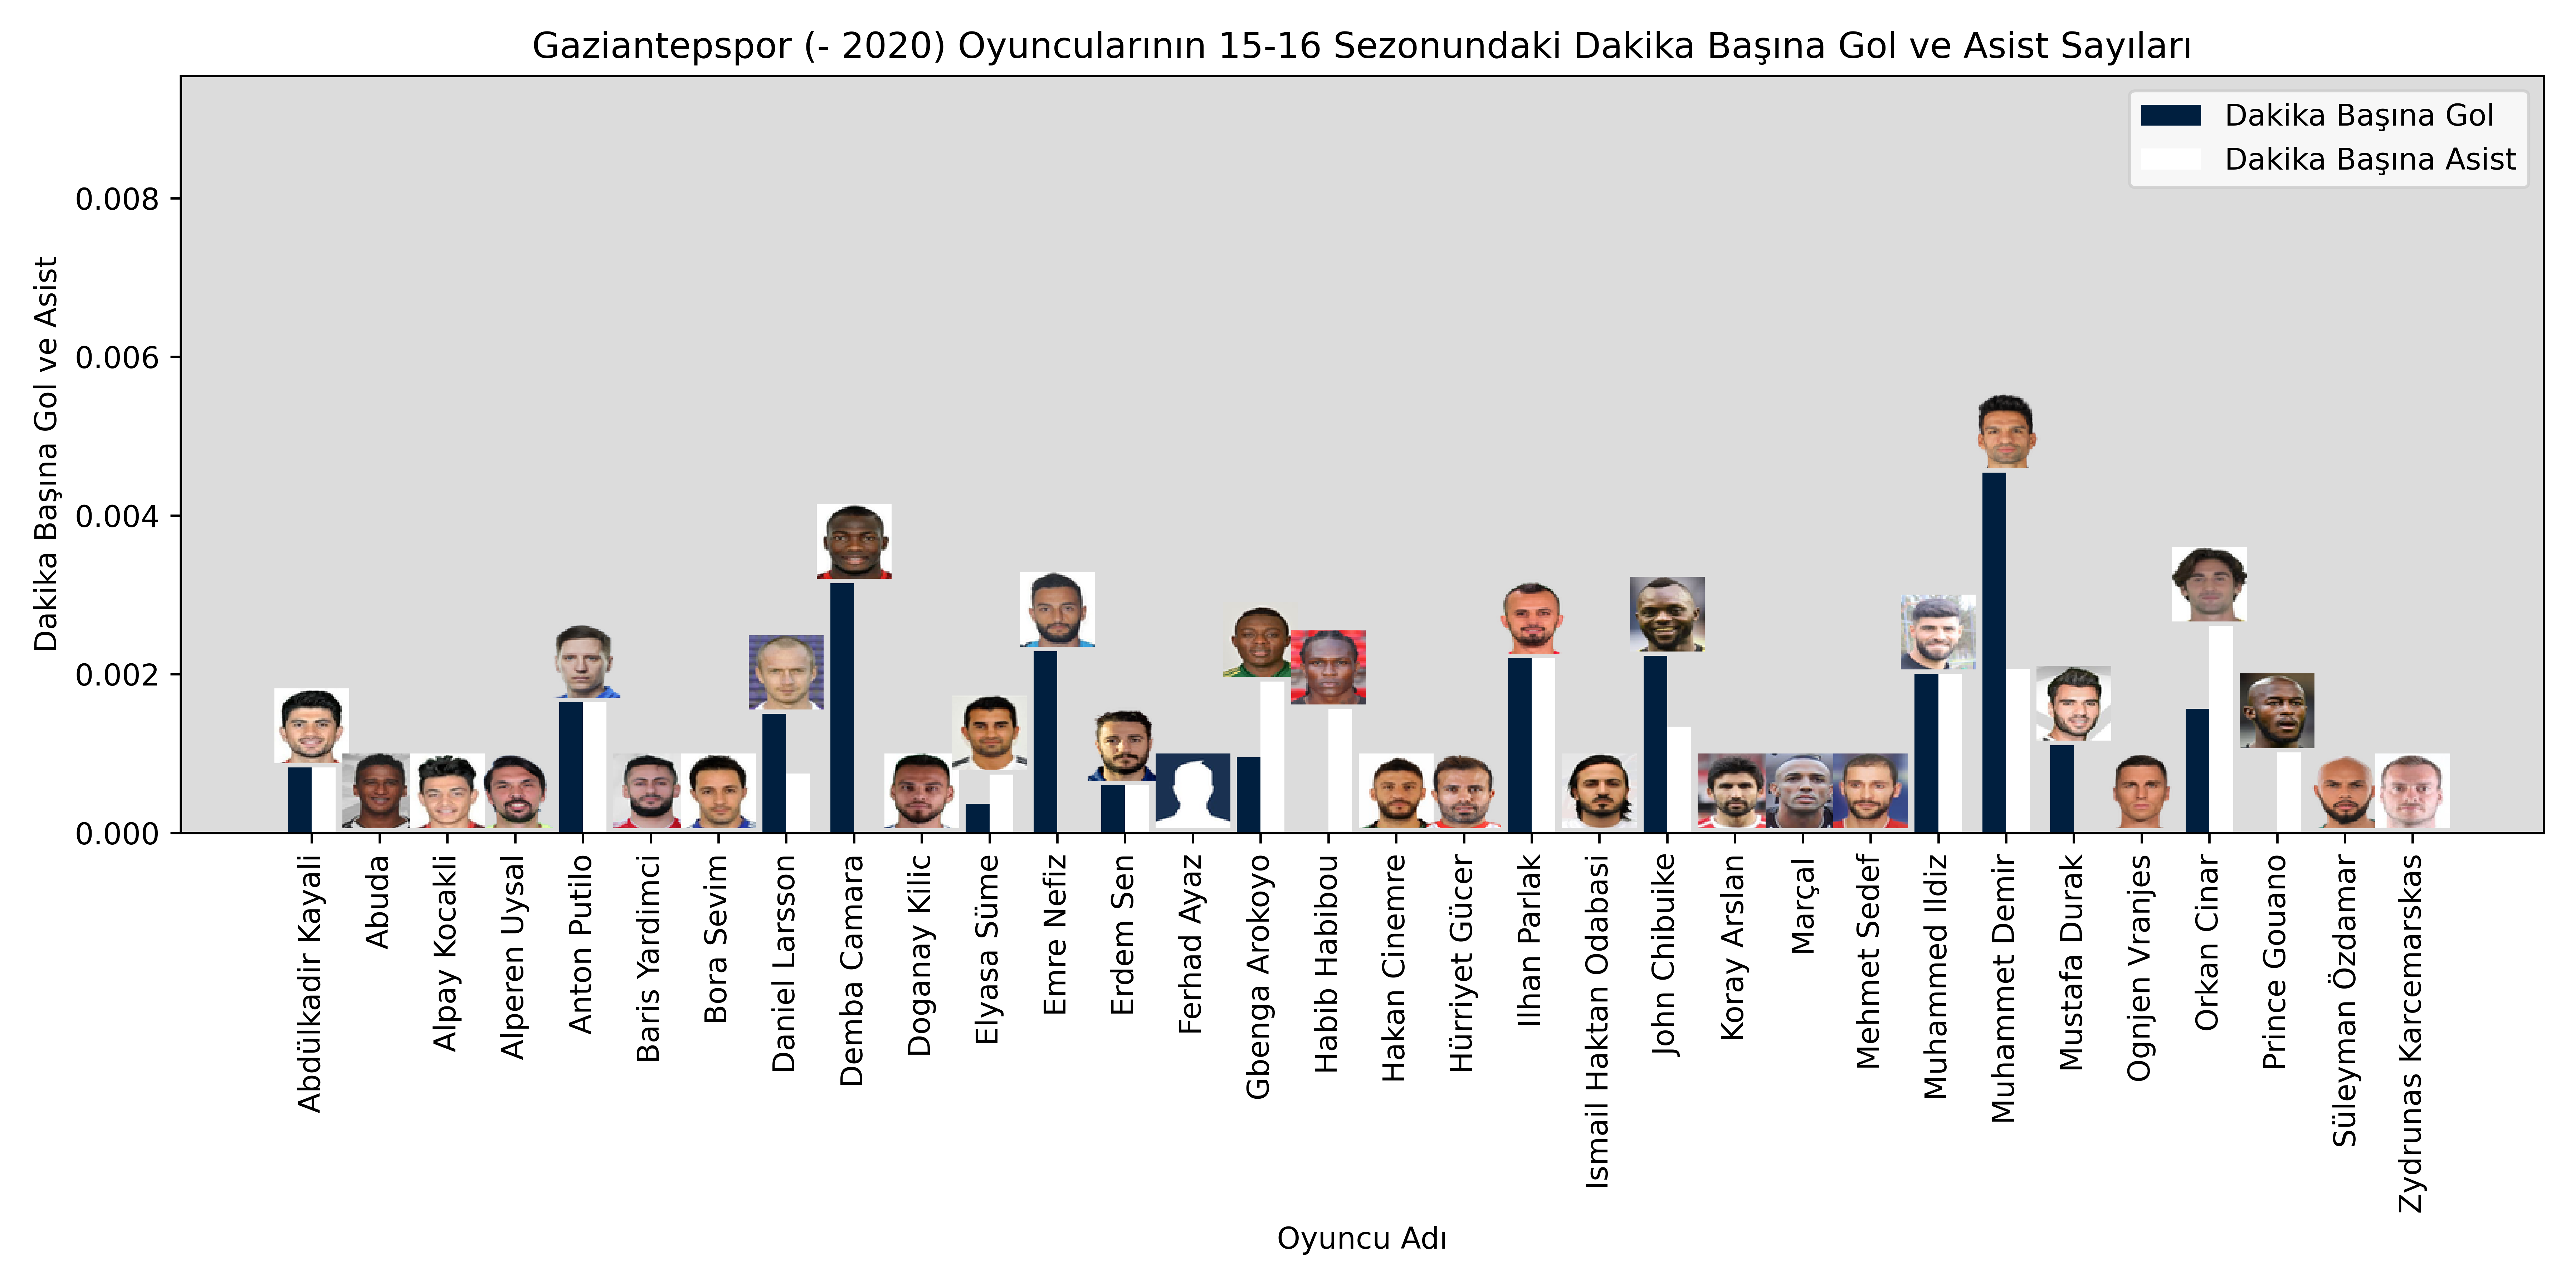 Gaziantepspor (- 2020) Oyuncularının 15-16 Sezonundaki Dakika Başına Gol ve Asist Sayıları
Dakika Başına Gol
Dakika Başına Asist
Dakika Başına Gol ve Asist
0.008
0.006
0.004
0.002
0.000
Abdülkadir Kayali
Abuda
Alpay Kocakli
Alperen Uysal
Anton Putilo
Baris Yardimci
Bora Sevim
Daniel Larsson
Demba Camara
Doganay Kilic
Elyasa Süme
Emre Nefiz
Erdem Sen
Ferhad Ayaz
Gbenga Arokoyo
Habib Habibou
Hakan Cinemre
Hürriyet Gücer
Ilhan Parlak
Ismail Haktan Odabasi
John Chibuike
Koray Arslan
Marçal
Mehmet Sedef
Muhammed Ildiz
Muhammet Demir
Mustafa Durak
Ognjen Vranjes
Orkan Cinar
Prince Gouano
Süleyman Özdamar
Zydrunas Karcemarskas
Oyuncu Adı